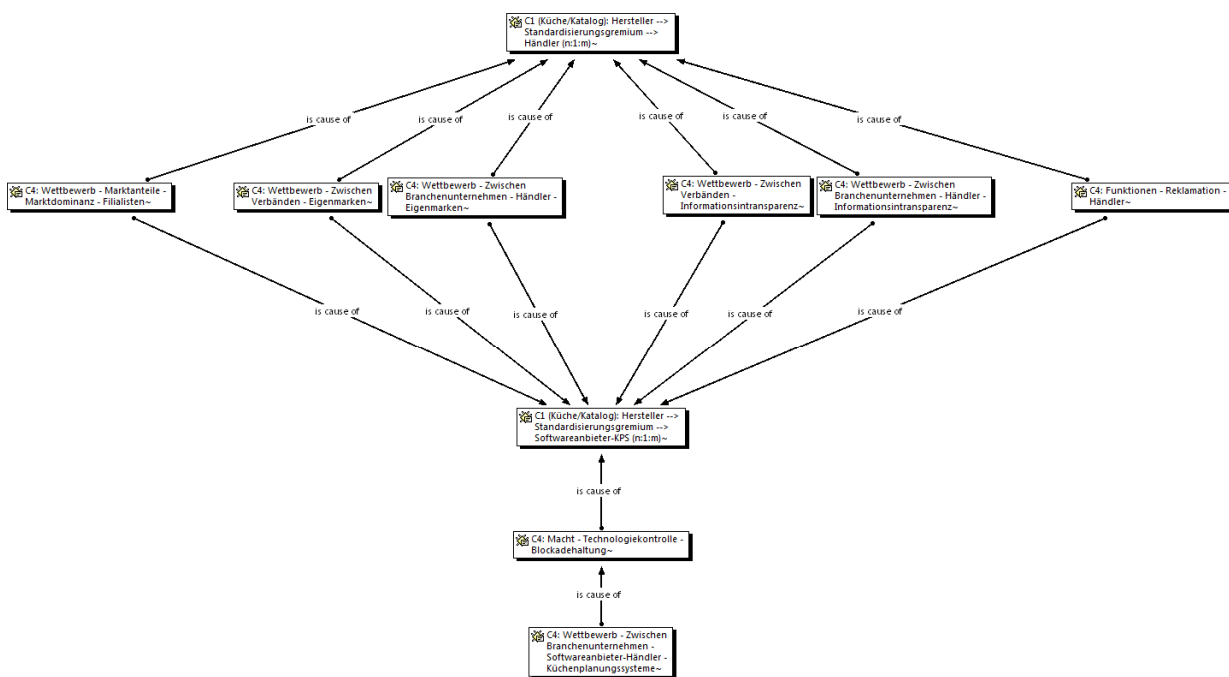 C1 (Küche/Katalog): Hersteller -->
Standardisierungsgremium -->
Händler (n:1:m)~
is cause of
is cause of
is cause of
is cause of
is cause of
is cause of
C4: Wettbewerb - Marktanteile -
Marktdominanz - Filialisten~
C4: Wettbewerb - Zwischen
Verbänden - Eigenmarken~
C4: Wettbewerb - Zwischen
Branchenunternehmen - Händler -
Eigenmarken~
C4: Wettbewerb - Zwischen
Verbänden -
Informationsintransparenz~
C4: Wettbewerb - Zwischen
Branchenunternehmen - Händler -
Informationsintransparenz~
C4: Funktionen - Reklamation -
Händler~
is cause of
is cause of
is cause of
is cause of
is cause of
is cause of
C1 (Küche/Katalog): Hersteller -->
Standardisierungsgremium -->
Softwareanbieter-KPS (n:1:m)~
is cause of
C4: Macht - Technologiekontrolle -
Blockadehaltung~
is cause of
C4: Wettbewerb - Zwischen
Branchenunternehmen -
Softwareanbieter-Händler -
Küchenplanungssysteme~